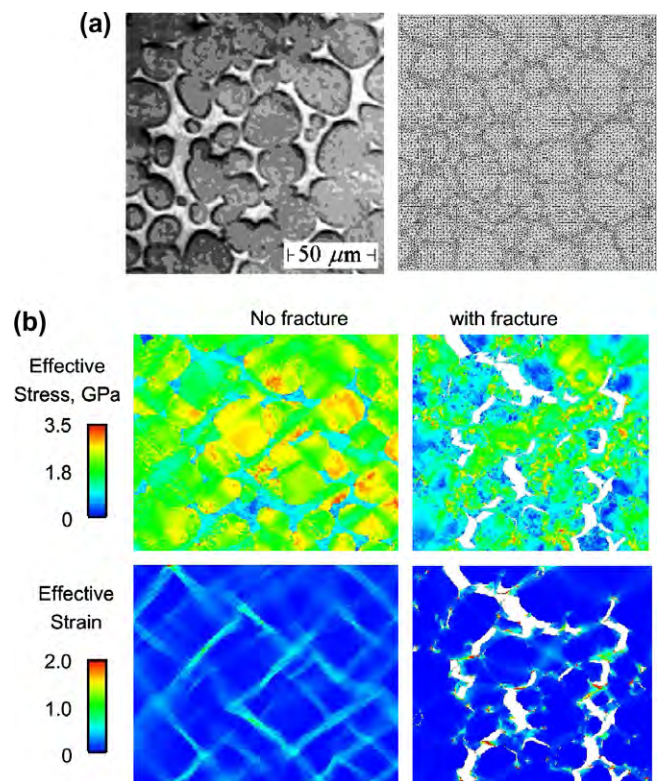 (a)
⊢50 μm⊣
(b)
No fracture
with fracture
Effective
Stress, GPa
3.5
1.8
0
Effective
Strain
2.0
1.0
0